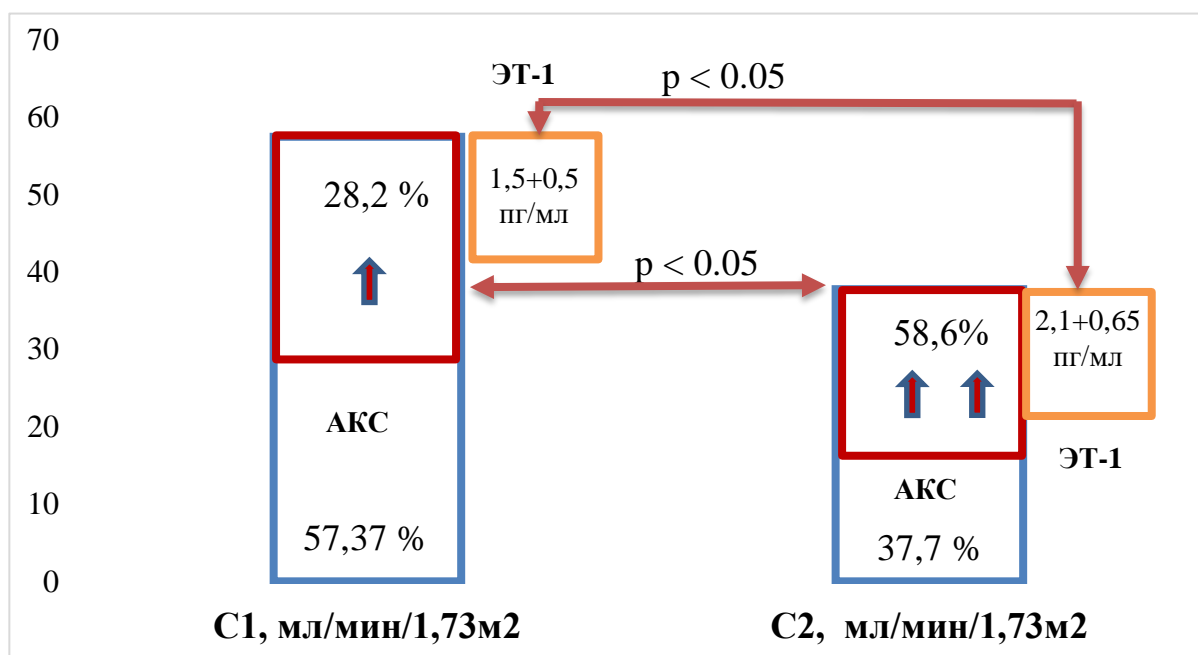 70
60
50
40
30
20
10
0
ЭТ-1
p < 0.05
28,2 %
1,5+0,5
пг/мл
p < 0.05
58,6%
2,1+0,65
пг/мл
АКС
57,37 %
ЭТ-1
АКС
37,7 %
С1, мл/мин/1,73м2
С2, мл/мин/1,73м2